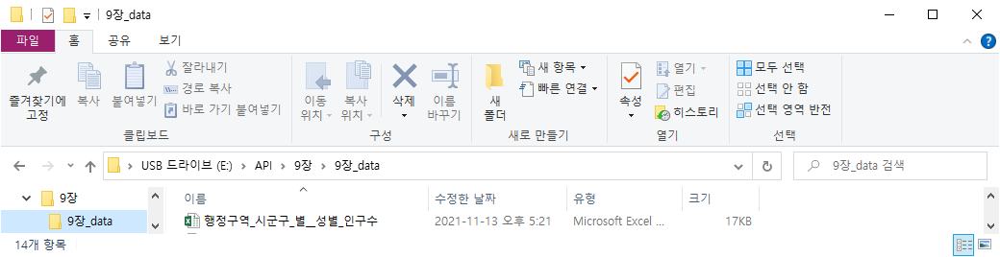 9장_data
파일 홈 공유 보기
즐겨찾기에 고정 복사 붙여넣기 잘라내기 경로 복사 바로 가기 붙여넣기
이동 위치 복사 위치 삭제 이름 바꾸기
새 폴더 새 항목 빠른 연결
속성 열기 편집 히스토리
모두 선택 선택 안 함 선택 영역 반전
클립보드 구성 새로 만들기 열기 선택
USB 드라이브 (E:) API 9장 9장_data 9장_data 검색
이름 수정한 날짜 유형 크기
9장
9장_data 행정구역_시군구_별__성별_인구수 2021-11-13 오후 5:21 Microsoft Excel ... 17KB
14개 항목